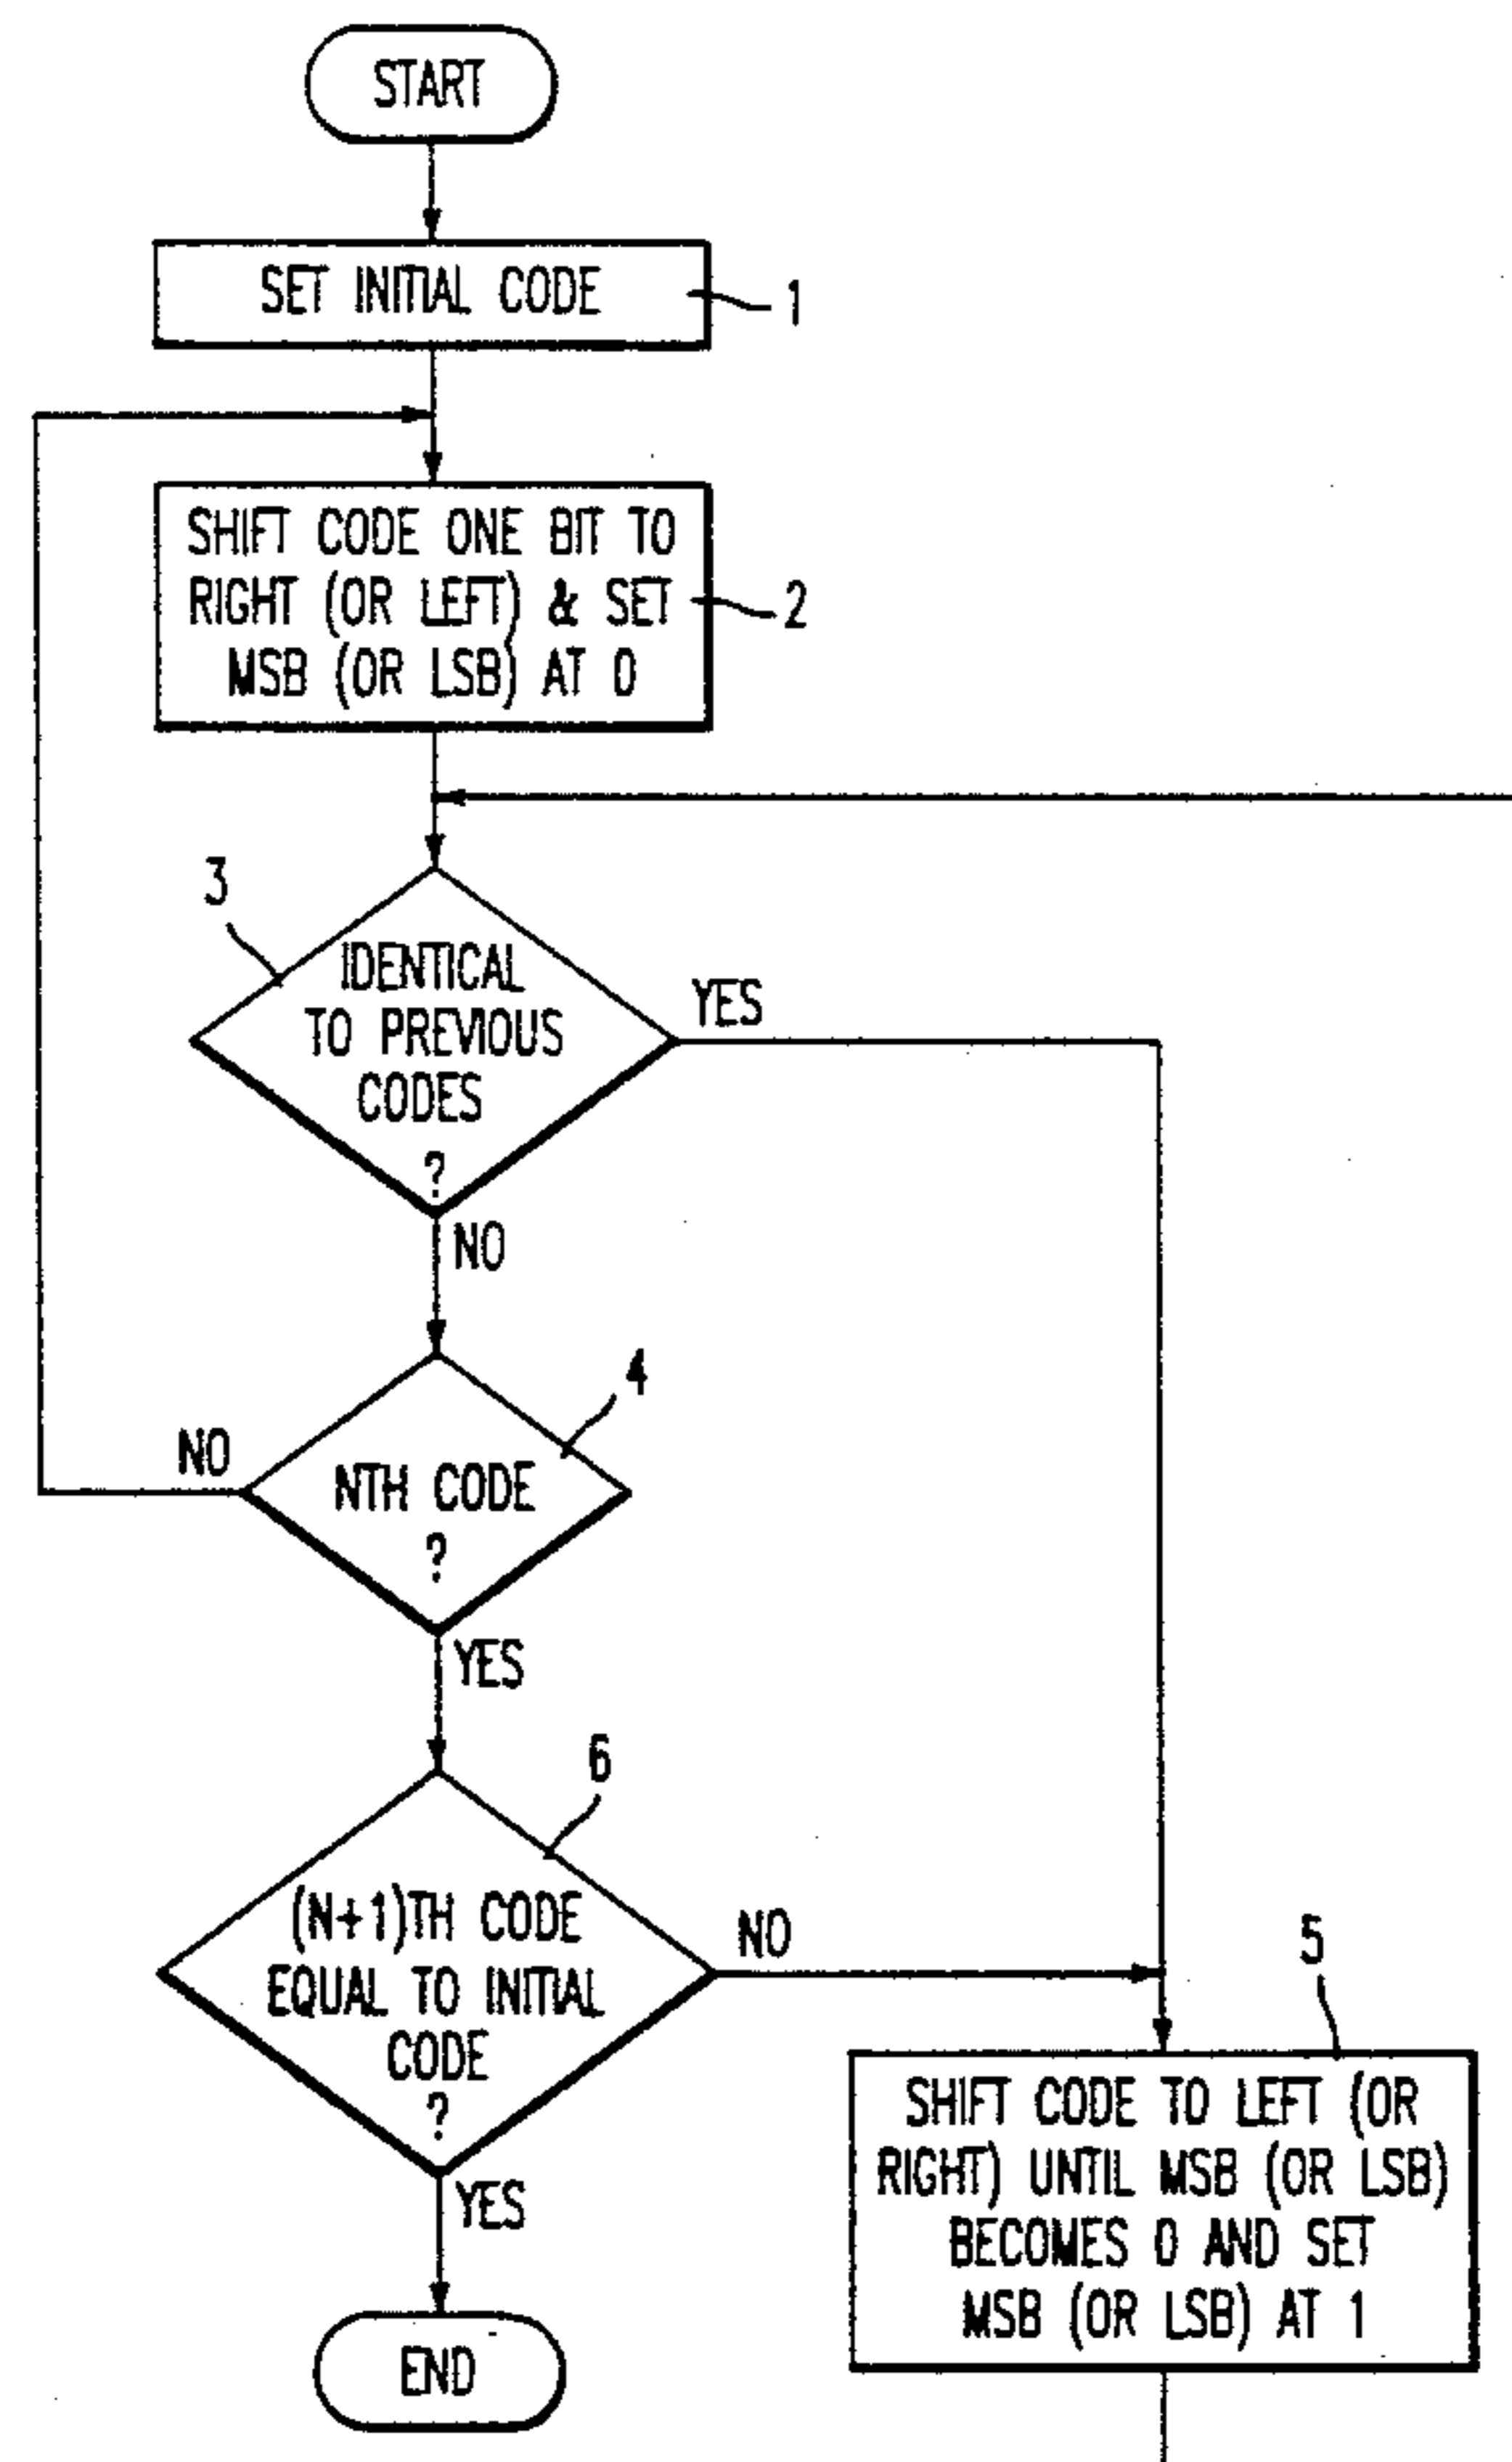 START
SET INITIAL CODE
1
SHIFT CODE ONE BIT TO
RIGHT (OR LEFT) & SET
MSB (OR LSB) AT 0
2
3
IDENTICAL
TO PREVIOUS
CODES
?
YES
NO
4
NTH CODE
?
NO
YES
6
(N+1)TH CODE
EQUAL TO INITIAL
CODE
?
NO
YES
5
SHIFT CODE TO LEFT (OR
RIGHT) UNTIL MSB (OR LSB)
BECOMES 0 AND SET
MSB (OR LSB) AT 1
END